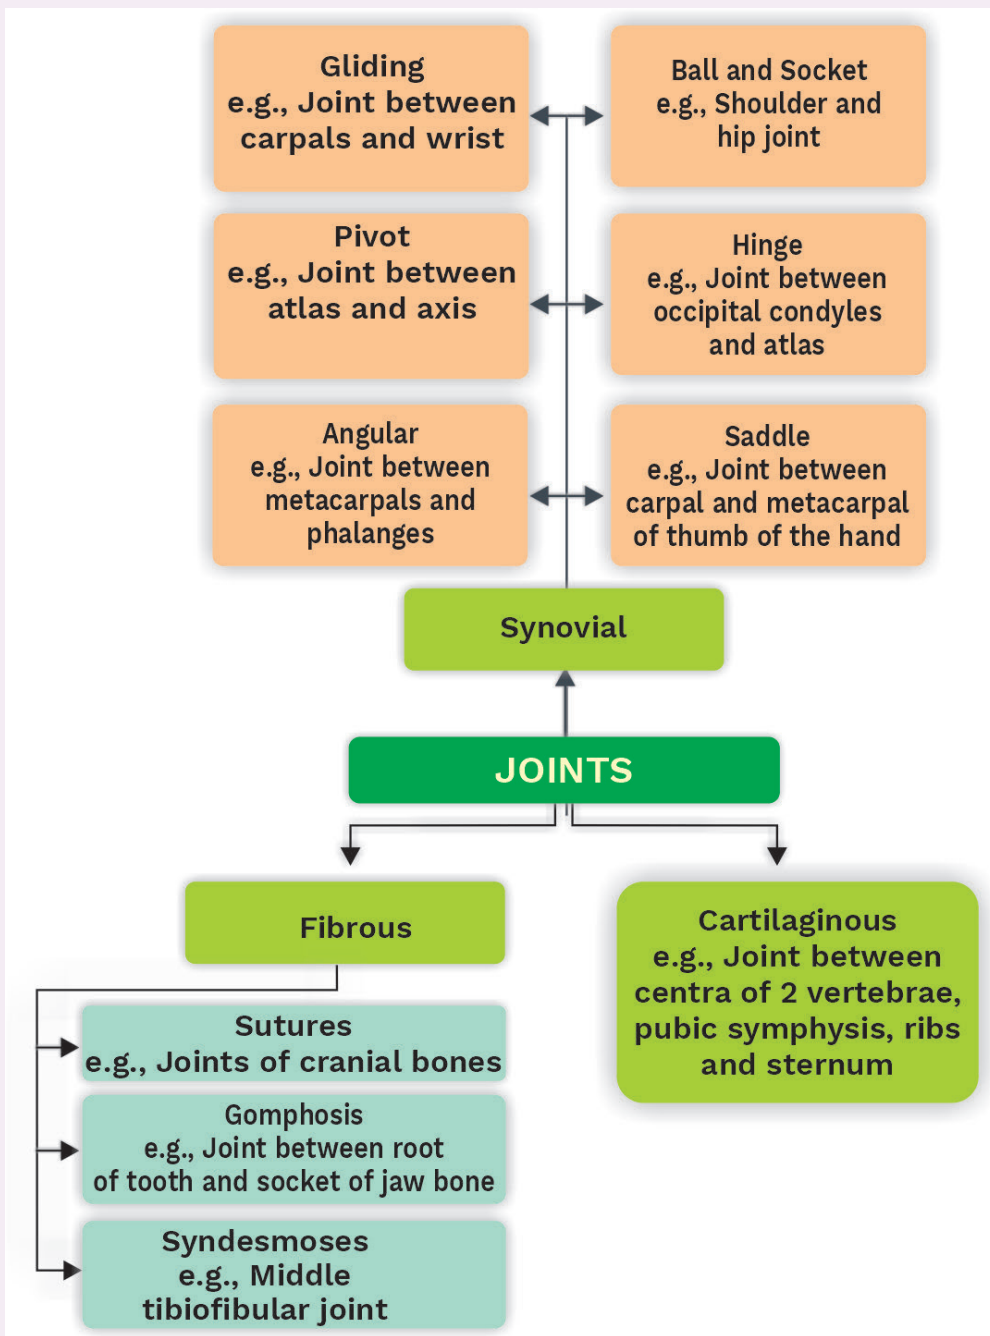 Gliding
e.g., Joint between
carpals and wrist
Ball and Socket
e.g., Shoulder and
hip joint
Pivot
e.g., Joint between
atlas and axis
Hinge
e.g., Joint between
occipital condyles
and atlas
Angular
e.g., Joint between
metacarpals and
phalanges
Saddle
e.g., Joint between
carpal and metacarpal
of thumb of the hand
Synovial
JOINTS
Fibrous
Cartilaginous
e.g., Joint between
centra of 2 vertebrae,
pubic symphysis, ribs
and sternum
Sutures
e.g., Joints of cranial bones
Gomphosis
e.g., Joint between root
of tooth and socket of jaw bone
Syndesmoses
e.g., Middle
tibiofibular joint